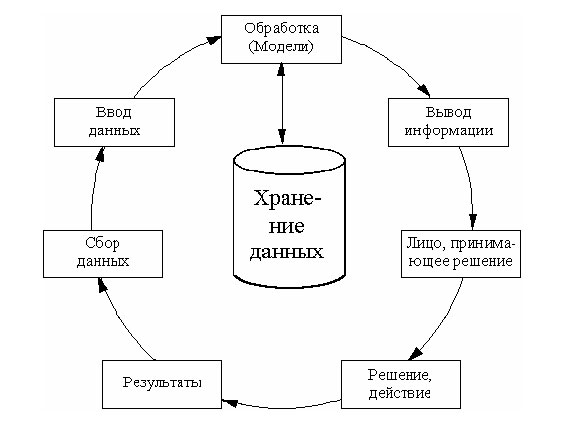 Обработка
(Модели)
Ввод
данных
Вывод
информации
Хране-
ние
данных
Сбор
данных
Лицо, принима-
ющее решение
Результаты
Решение,
действие